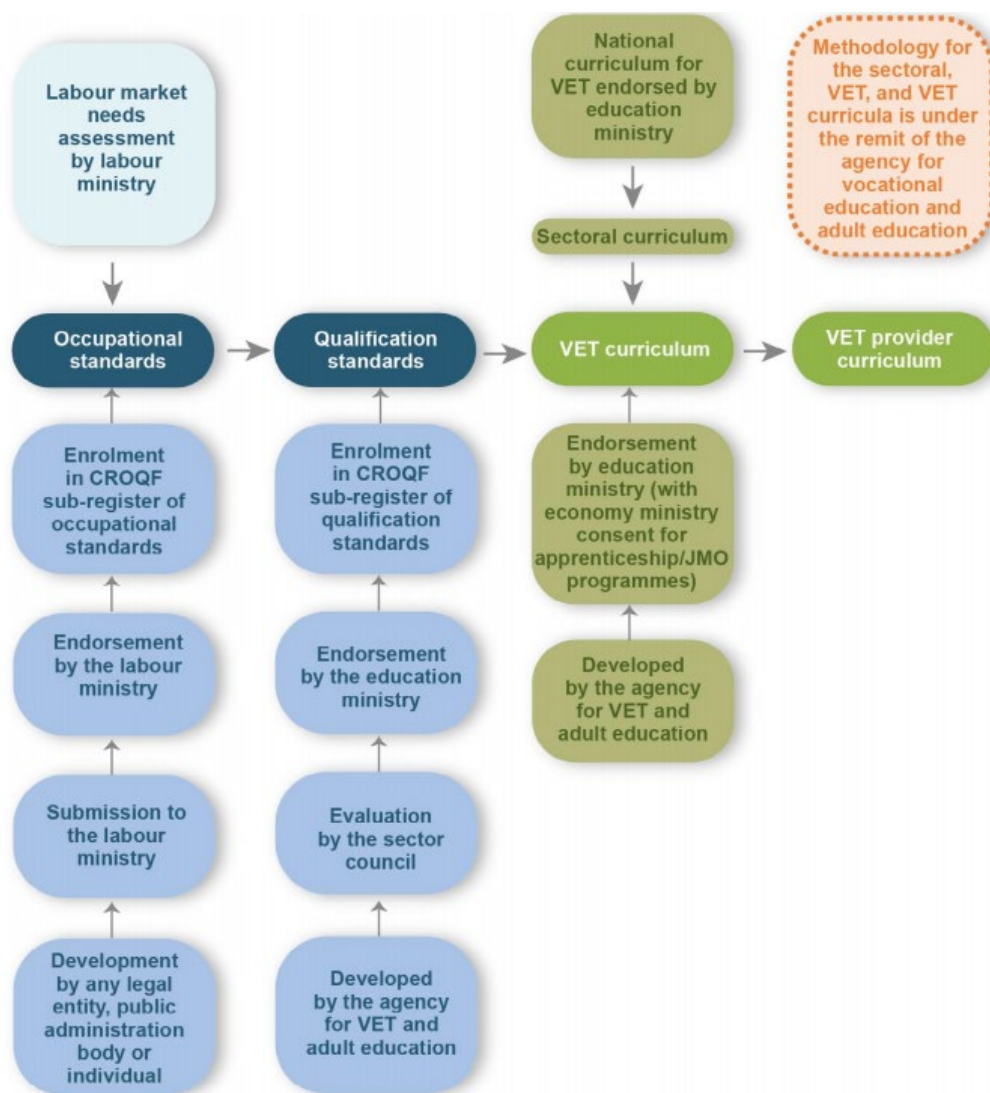 Labour market
needs
assessment
by labour
ministry
National
curriculum for
VET endorsed by
education
ministry
Methodology for
the sectoral,
VET, and VET
curricula is under
the remit of the
agency for
vocational
education and
adult education
Sectoral curriculum
Occupational
standards
Qualification
standards
VET curriculum
VET provider
curriculum
Enrolment
in CROQF
sub-register of
occupational
standards
Enrolment
in CROQF
sub-register of
qualification
standards
Endorsement
by education
ministry (with
economy ministry
consent for
apprenticeship/JMO
programmes)
Endorsement
by the labour
ministry
Endorsement
by the education
ministry
Developed
by the agency
for VET and
adult education
Submission to
the labour
ministry
Evaluation
by the sector
council
Development
by any legal
entity, public
administration
body or
individual
Developed
by the agency
for VET and
adult education